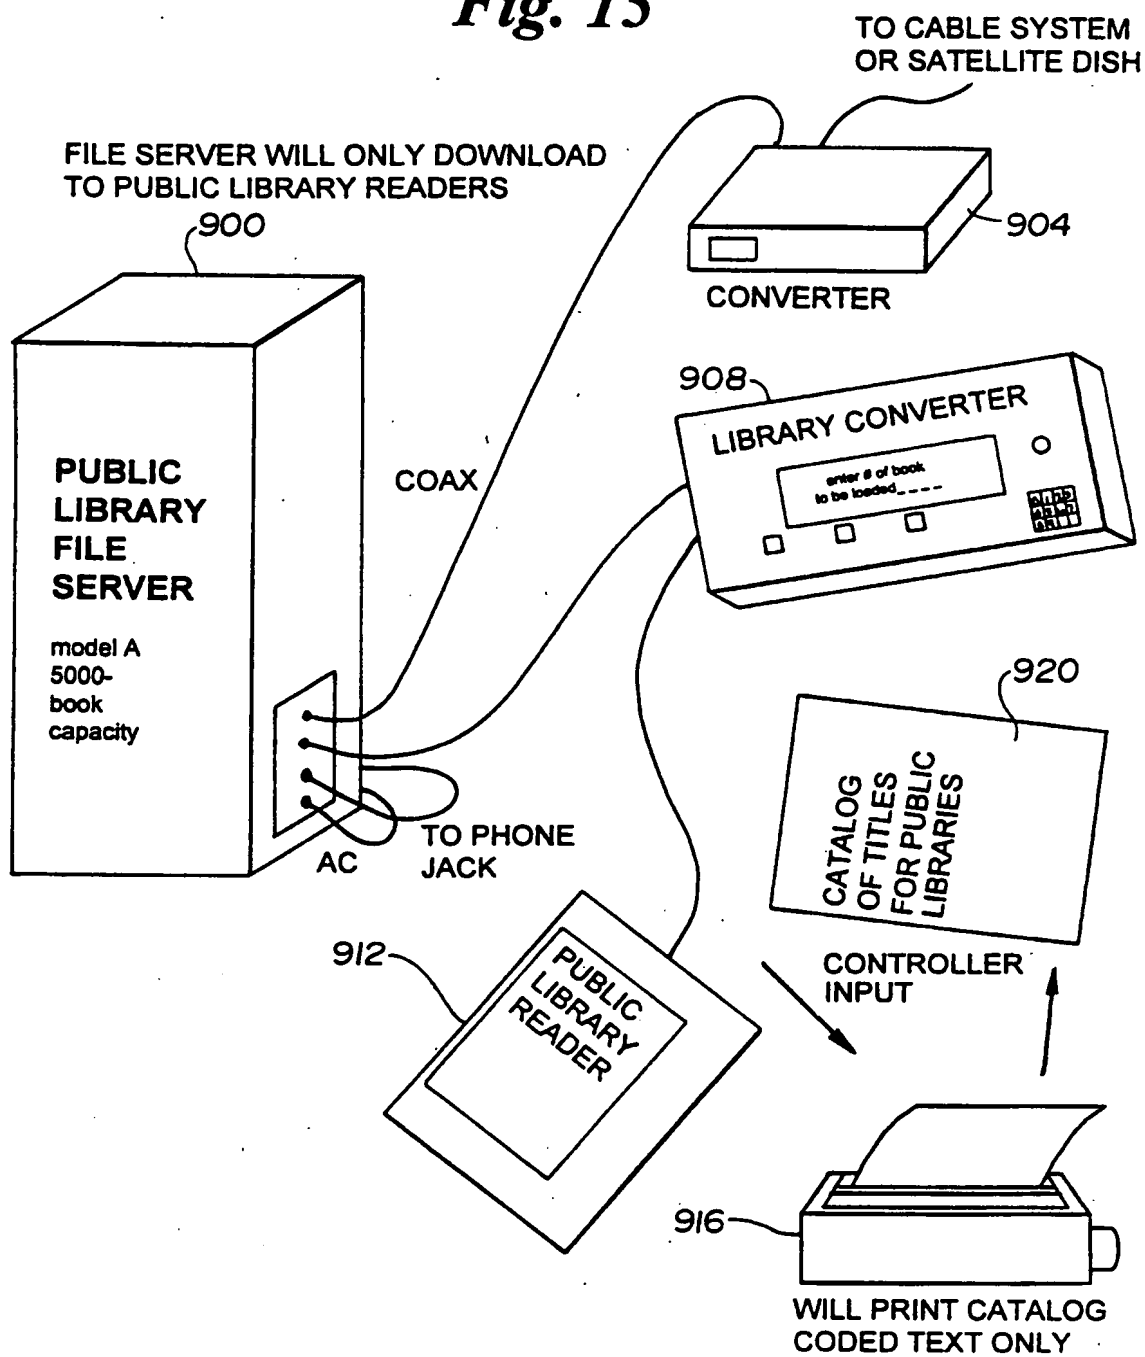 Fig. 15
TO CABLE SYSTEM
OR SATELLITE DISH
FILE SERVER WILL ONLY DOWNLOAD
TO PUBLIC LIBRARY READERS
900
904
CONVERTER
908
LIBRARY CONVERTER
enter # of book
to be loaded_ _ _ _
COAX
PUBLIC
LIBRARY
FILE
SERVER
model A
5000-
book
capacity
920
CATALOG
OF TITLES
FOR PUBLIC
LIBRARIES
TO PHONE
JACK
AC
912
PUBLIC
LIBRARY
READER
CONTROLLER
INPUT
916
WILL PRINT CATALOG
CODED TEXT ONLY